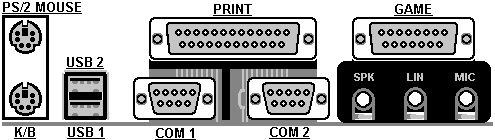 PS/2 MOUSE
PRINT
GAME
USB 2
SPK
LIN
MIC
K/B
USB 1
COM 1
COM 2